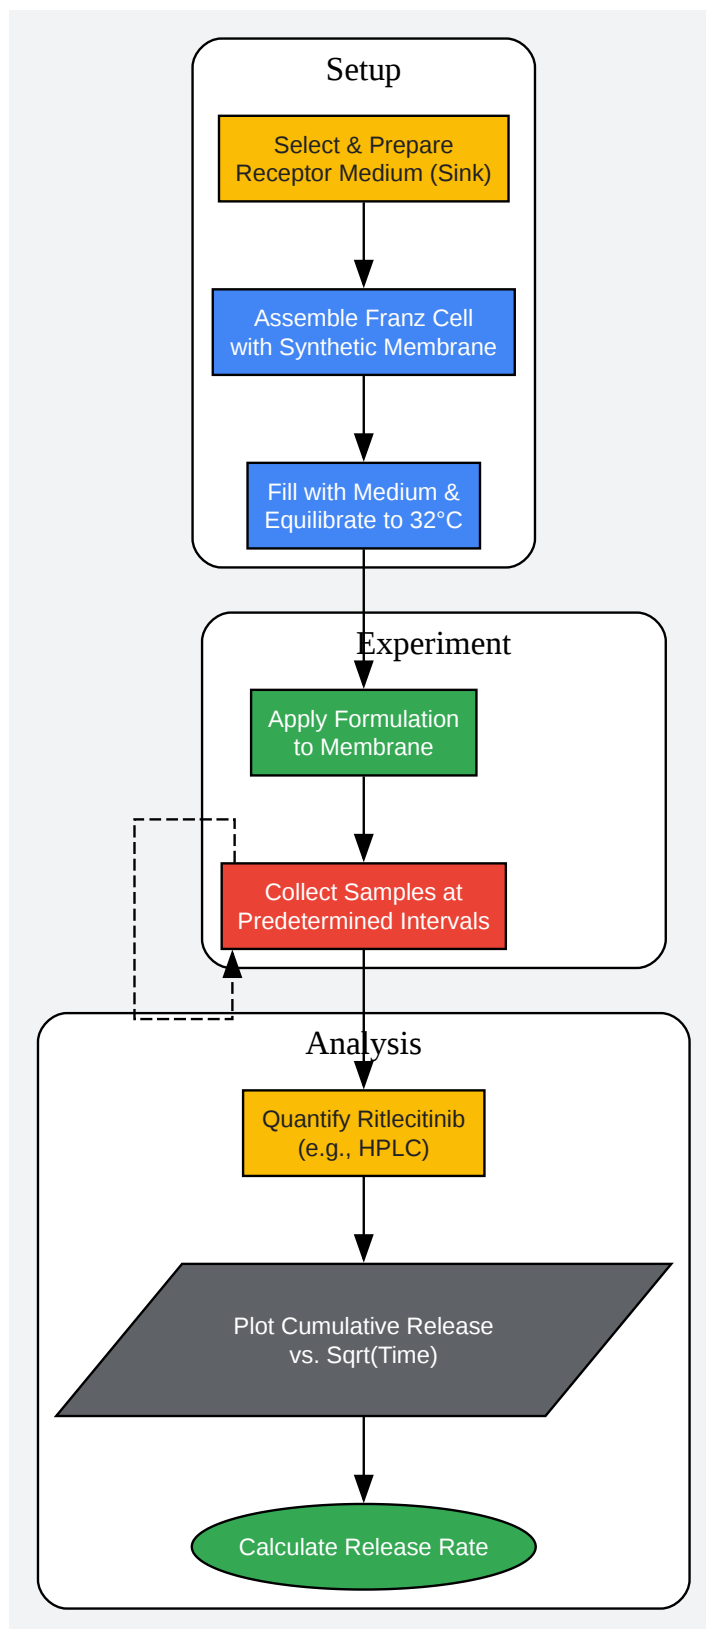 Setup
Select & Prepare
Receptor Medium (Sink)
Assemble Franz Cell
with Synthetic Membrane
Fill with Medium &
Equilibrate to 32°C
Experiment
Apply Formulation
to Membrane
Collect Samples at
Predetermined Intervals
Analysis
Quantify Ritlecitinib
(e.g., HPLC)
Plot Cumulative Release
vs. Sqrt(Time)
Calculate Release Rate